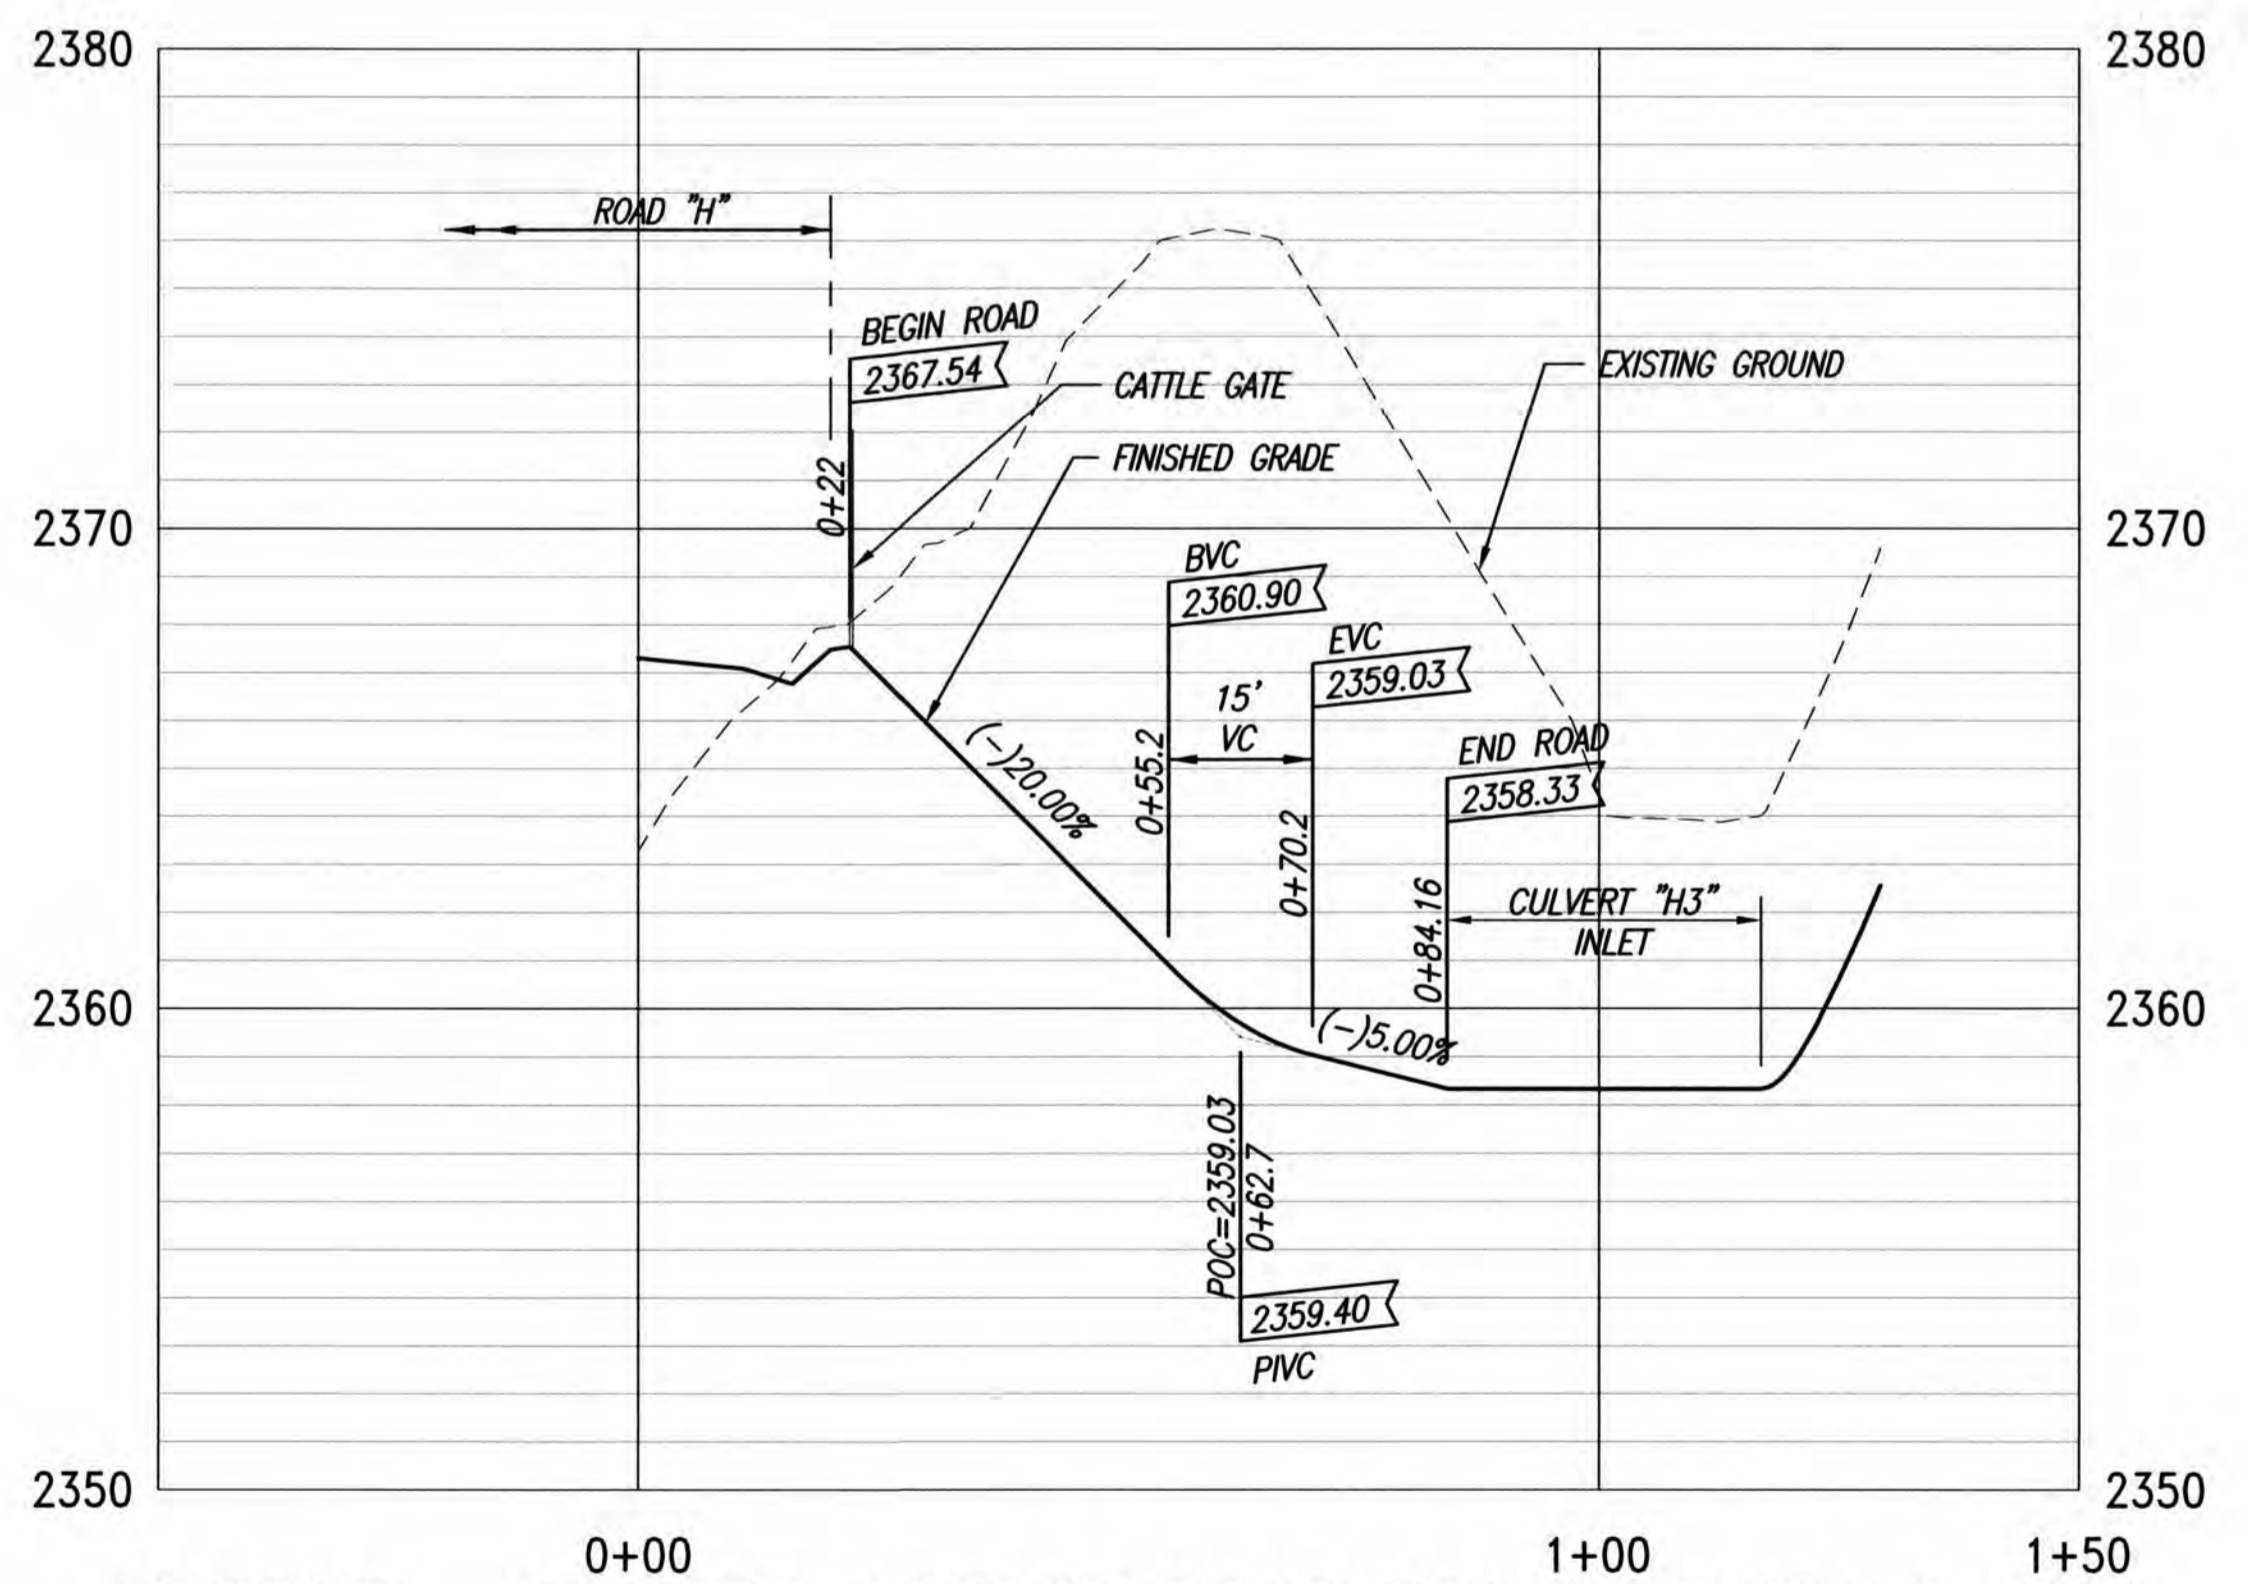 2380
2380
ROAD "H"
BEGIN ROAD
2367.54
CATTLE GATE
EXISTING GROUND
FINISHED GRADE
0+22
2370
2370
BVC
2360.90
EVC
2359.03
15'
VC
(-)20.00%
0+55.2
END ROAD
2358.33
0+70.2
0+84.16
CULVERT "H3"
INLET
2360
2360
(-)5.00%
POC=2359.03
0+62.7
2359.40
PIVC
2350
2350
0+00
1+00
1+50